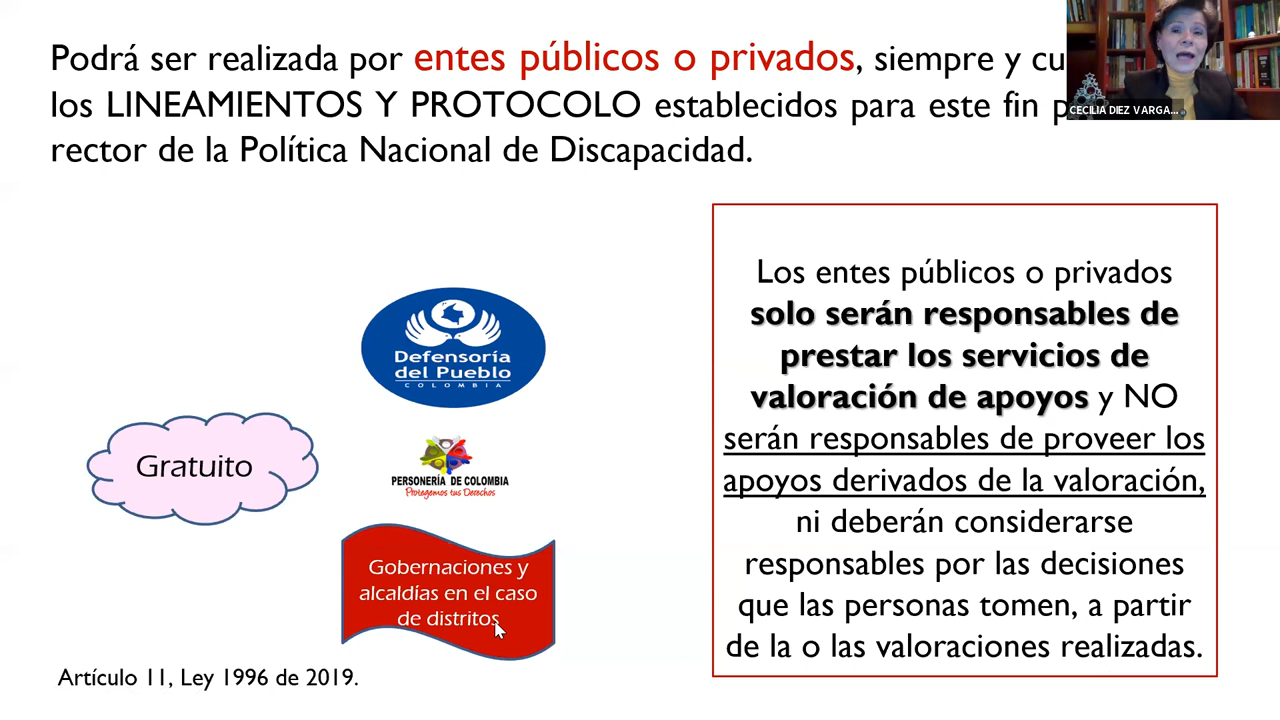 Podrá ser realizada por entes públicos o privados, siempre y
los LINEAMIENTOS Y PROTOCOLO establecidos para este fin
rector de la Política Nacional de Discapacidad.
CECILIA DIEZ VARGA...
Los entes públicos o privados
solo serán responsables de
prestar los servicios de
valoración de apoyos y NO
serán responsables de proveer los
apoyos derivados de la valoración,
ni deberán considerarse
responsables por las decisiones
que las personas tomen, a partir
de la o las valoraciones realizadas.
Defensoría
del Pueblo
COLOMBIA
Gratuito
PERSONERÍA DE COLOMBIA
Protegemos tus Derechos
Gobernaciones y
alcaldías en el caso
de distritos
Artículo 11, Ley 1996 de 2019.